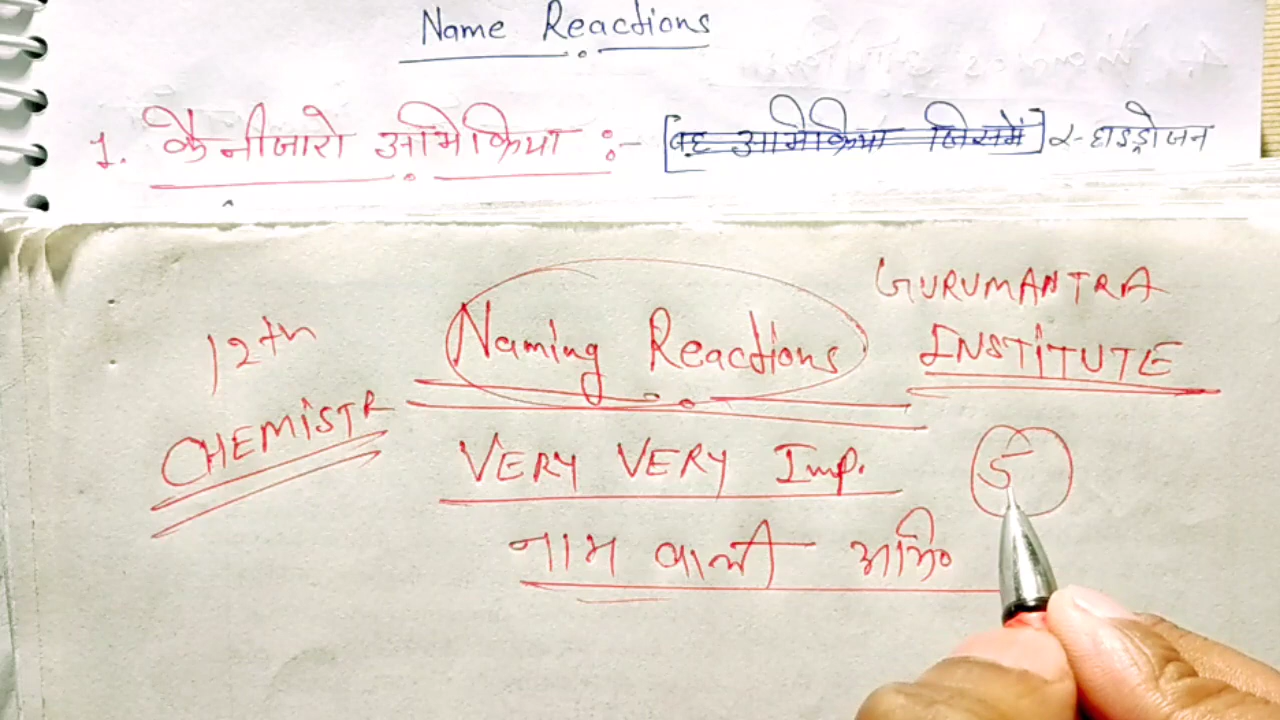 Name Reactions
1. कैनीजारो अभिक्रिया :- [वह अभिक्रिया जिसमें] α-हाइड्रोजन
GURUMANTRA
12th Naming Reactions INSTITUTE
CHEMISTR
VERY VERY Imp. 5
नाम वाली अभि०